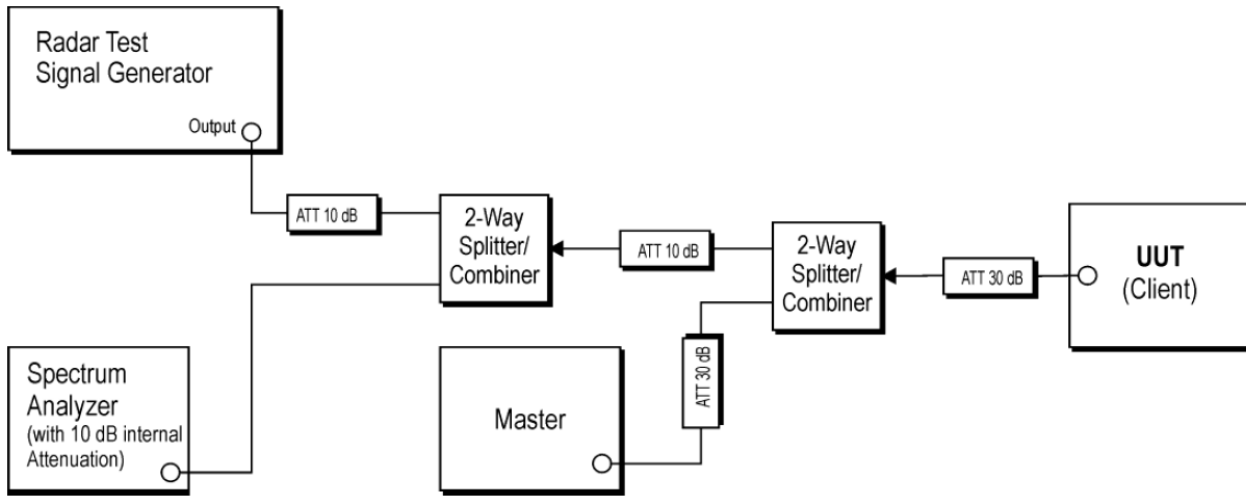 Radar Test
Signal Generator
Output
ATT 10 dB
2-Way
Splitter/
Combiner
ATT 10 dB
2-Way
Splitter/
Combiner
ATT 30 dB
UUT
(Client)
Spectrum
Analyzer
(with 10 dB internal
Attenuation)
Master
ATT 30 dB